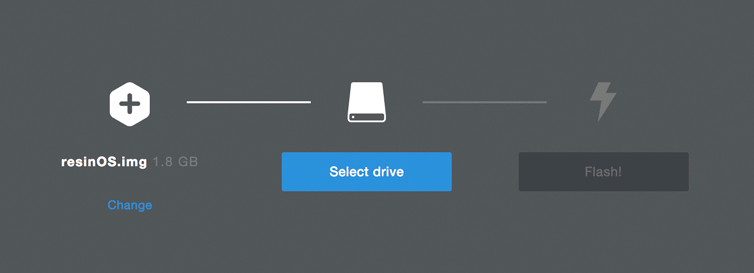 resinOS.img 1.8 GB
Select drive
Flash!
Change